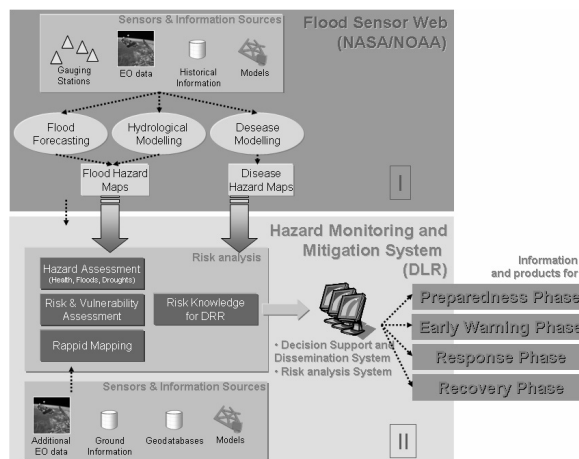 Sensors & Information Sources
Flood Sensor Web
(NASA/NOAA)
Gauging
Stations
EO data
Historical
Information
Models
Flood
Forecasting
Hydrological
Modelling
Desease
Modelling
Flood Hazard
Maps
Disease
Hazard Maps
I
Hazard Monitoring and
Mitigation System
(DLR)
Risk analysis
Information
and products for
Hazard Assessment
(Health, Floods, Droughts)
Risk & Vulnerability
Assessment
Rappid Mapping
Risk Knowledge
for DRR
• Decision Support and
Dissemination System
• Risk analysis System
Preparedness Phase
Early Warning Phase
Response Phase
Recovery Phase
Sensors & Information Sources
Additional
EO data
Ground
Information
Geodatabases
Models
II